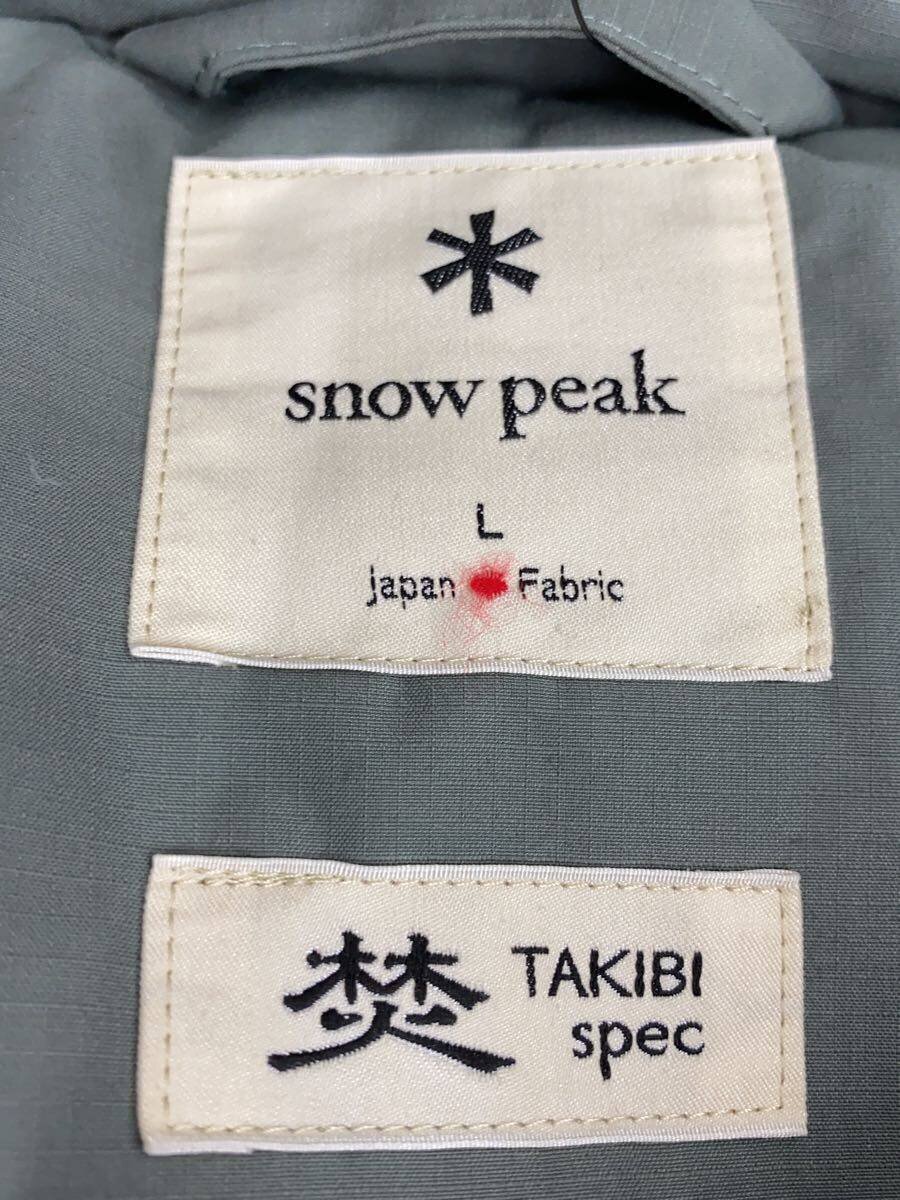 snow peak
L
Japan Fabric
焚 TAKIBI
spec